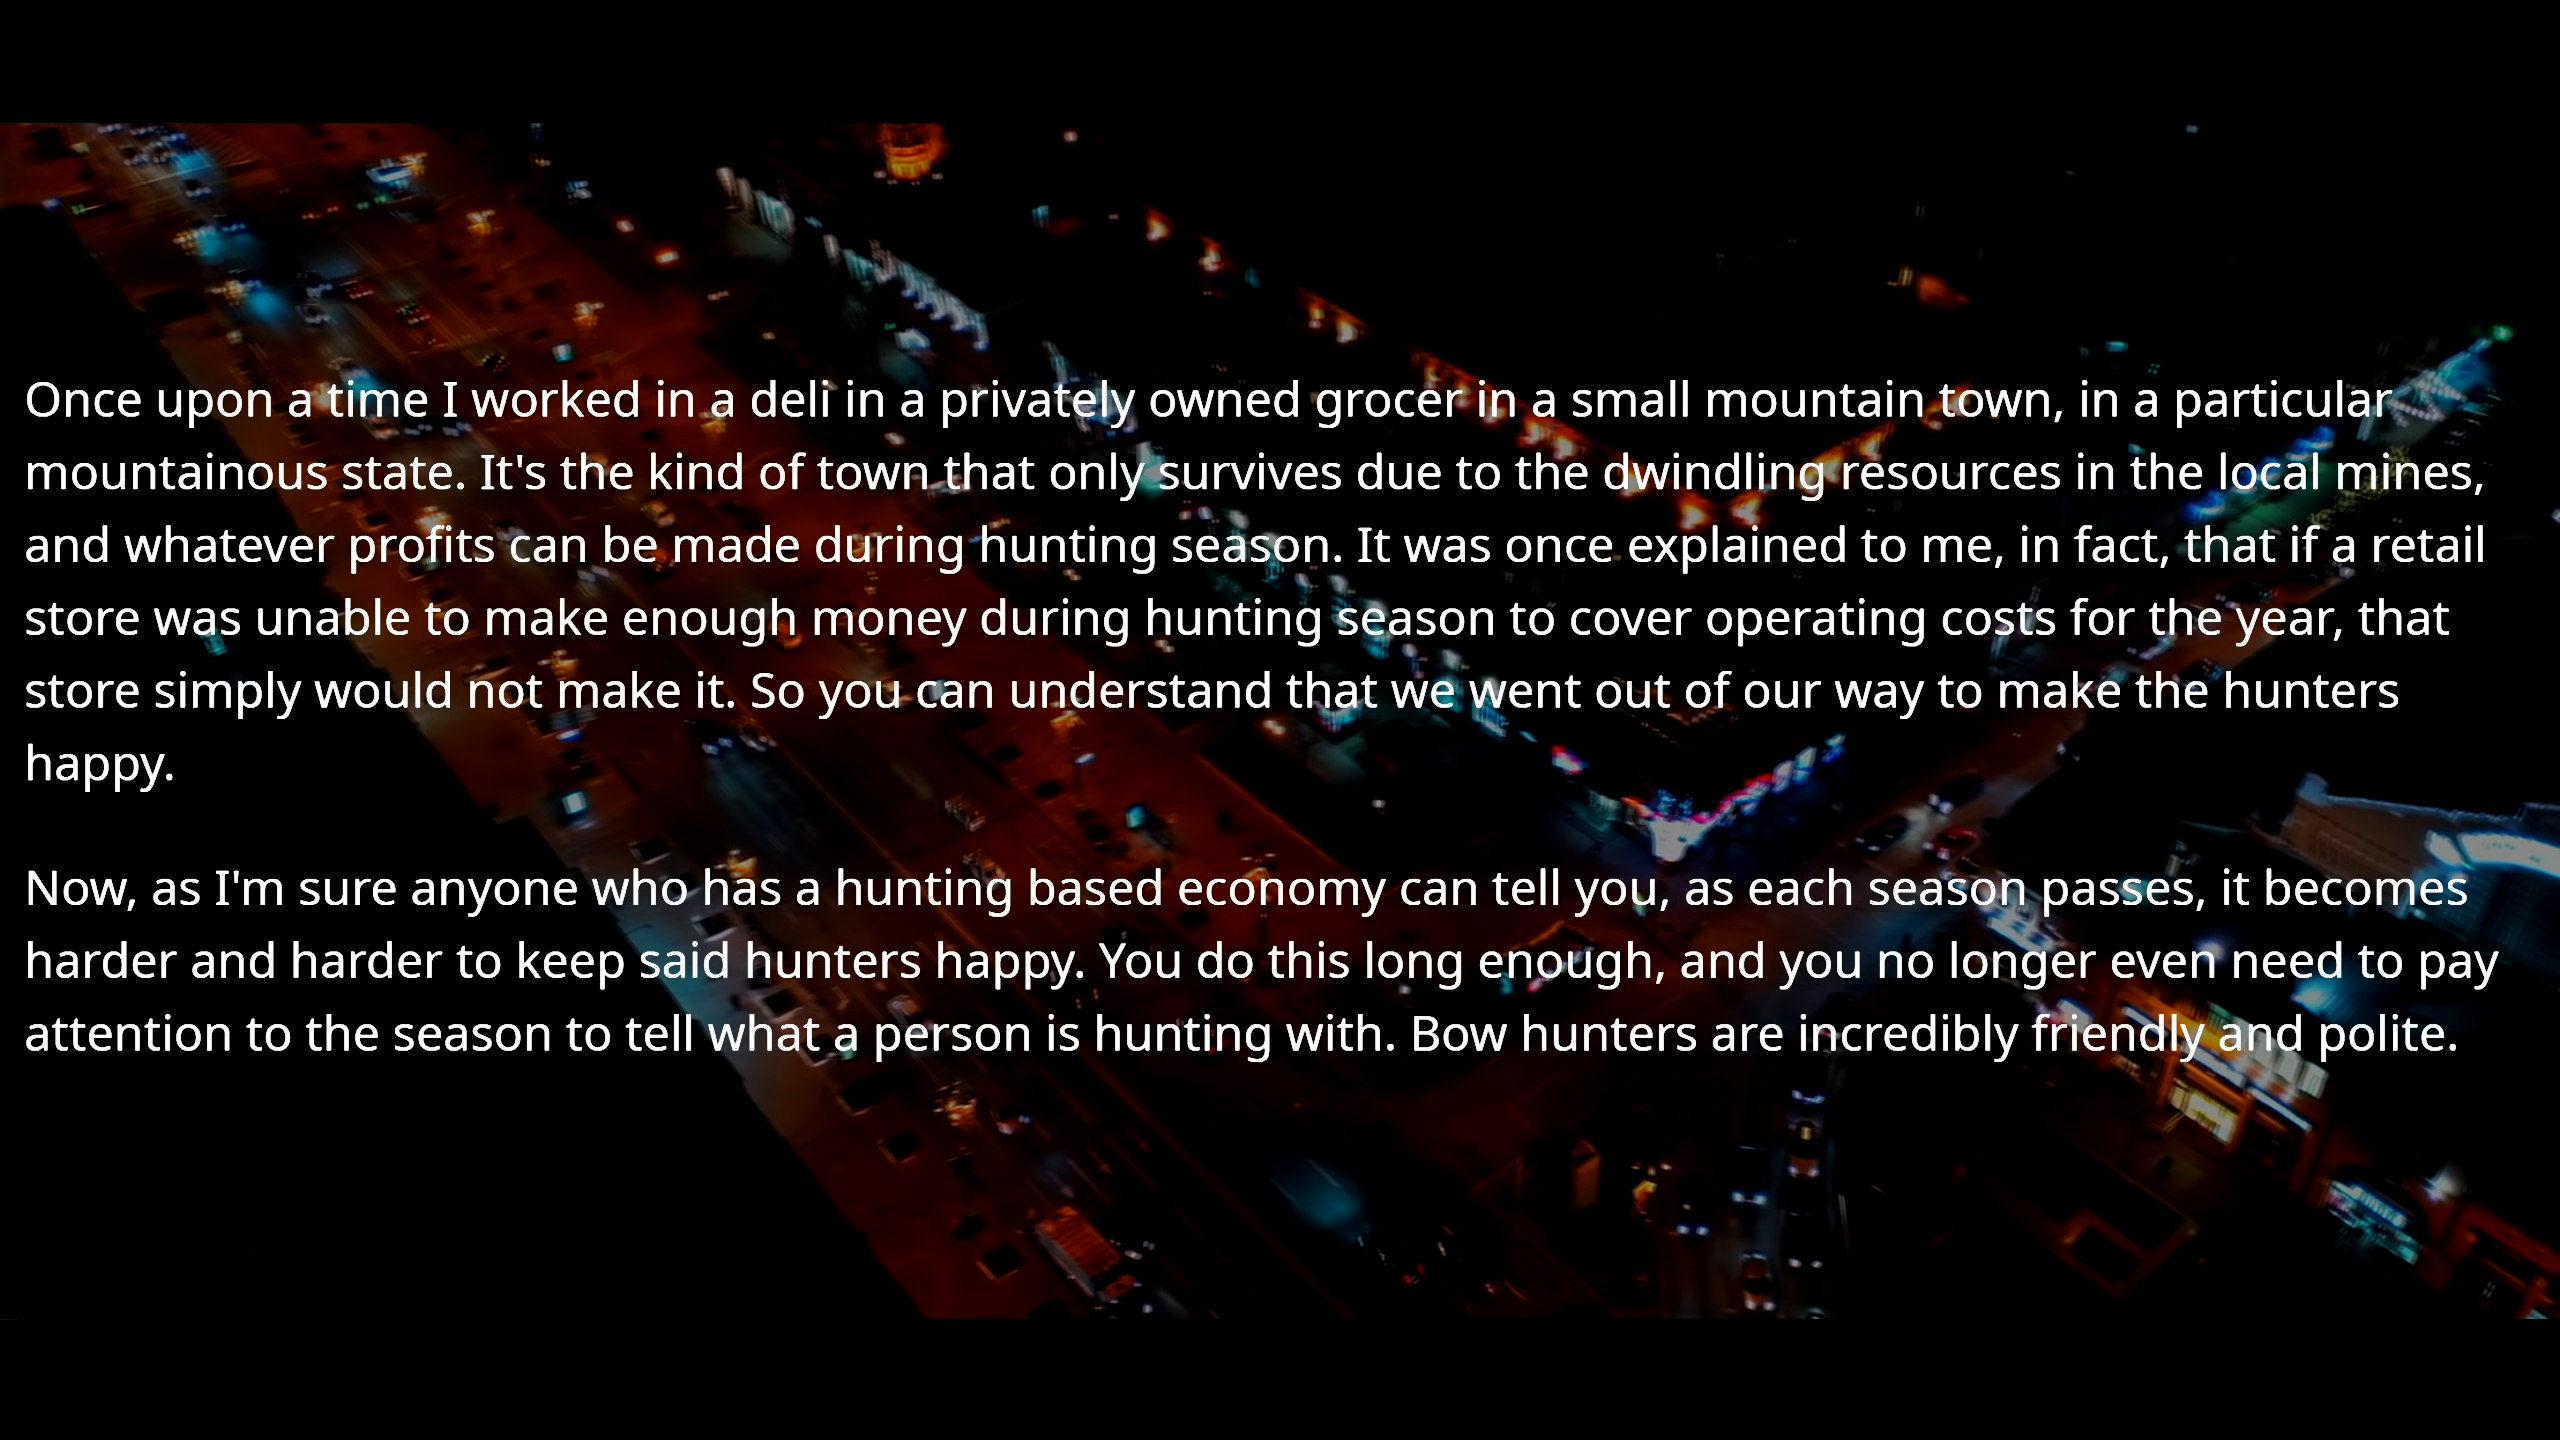 Once upon a time I worked in a deli in a privately owned grocer in a small mountain town, in a particular
mountainous state. It's the kind of town that only survives due to the dwindling resources in the local mines,
and whatever profits can be made during hunting season. It was once explained to me, in fact, that if a retail
store was unable to make enough money during hunting season to cover operating costs for the year, that
store simply would not make it. So you can understand that we went out of our way to make the hunters
happy.
Now, as I'm sure anyone who has a hunting based economy can tell you, as each season passes, it becomes
harder and harder to keep said hunters happy. You do this long enough, and you no longer even need to pay
attention to the season to tell what a person is hunting with. Bow hunters are incredibly friendly and polite.